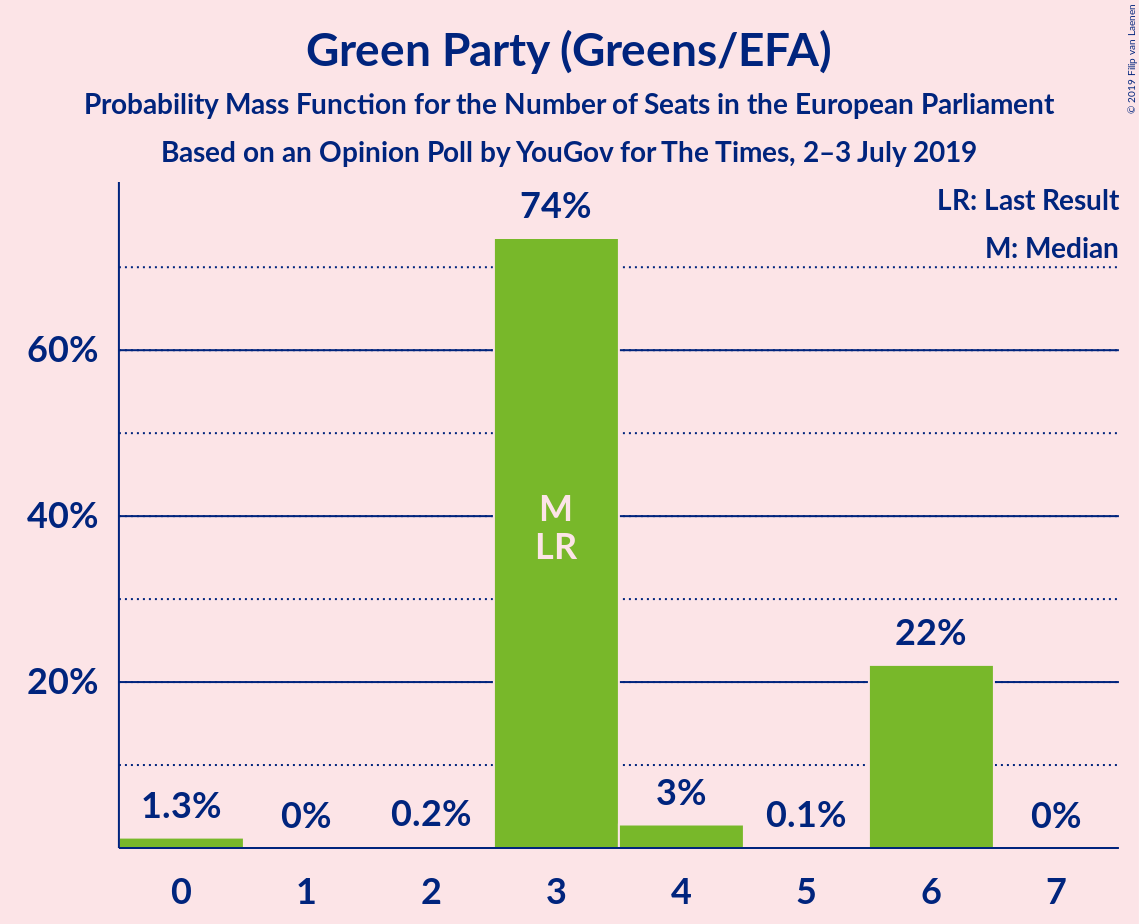 Green Party (Greens/EFA)
Probability Mass Function for the Number of Seats in the European Parliament
Based on an Opinion Poll by YouGov for The Times, 2–3 July 2019
© 2019 Filip van Laenen
LR: Last Result
M: Median
60%
40%
20%
1.3%
0%
0.2%
74%
M
LR
3%
0.1%
22%
0%
0 1 2 3 4 5 6 7